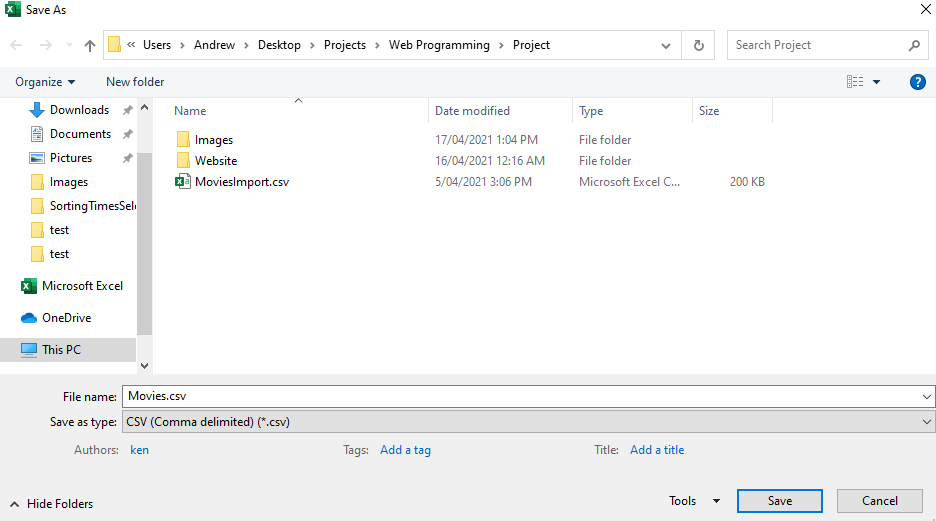 Save As
« Users > Andrew > Desktop > Projects > Web Programming > Project
Search Project
Organize
New folder
?
Downloads
Documents
Pictures
Images
SortingTimesSel
test
test
Microsoft Excel
OneDrive
This PC
Name Date modified Type Size
Images 17/04/2021 1:04 PM File folder
Website 16/04/2021 12:16 AM File folder
MoviesImport.csv 5/04/2021 3:06 PM Microsoft Excel C... 200 KB
File name: Movies.csv
Save as type: CSV (Comma delimited) (*.csv)
Authors: ken Tags: Add a tag Title: Add a title
Hide Folders Tools Save Cancel